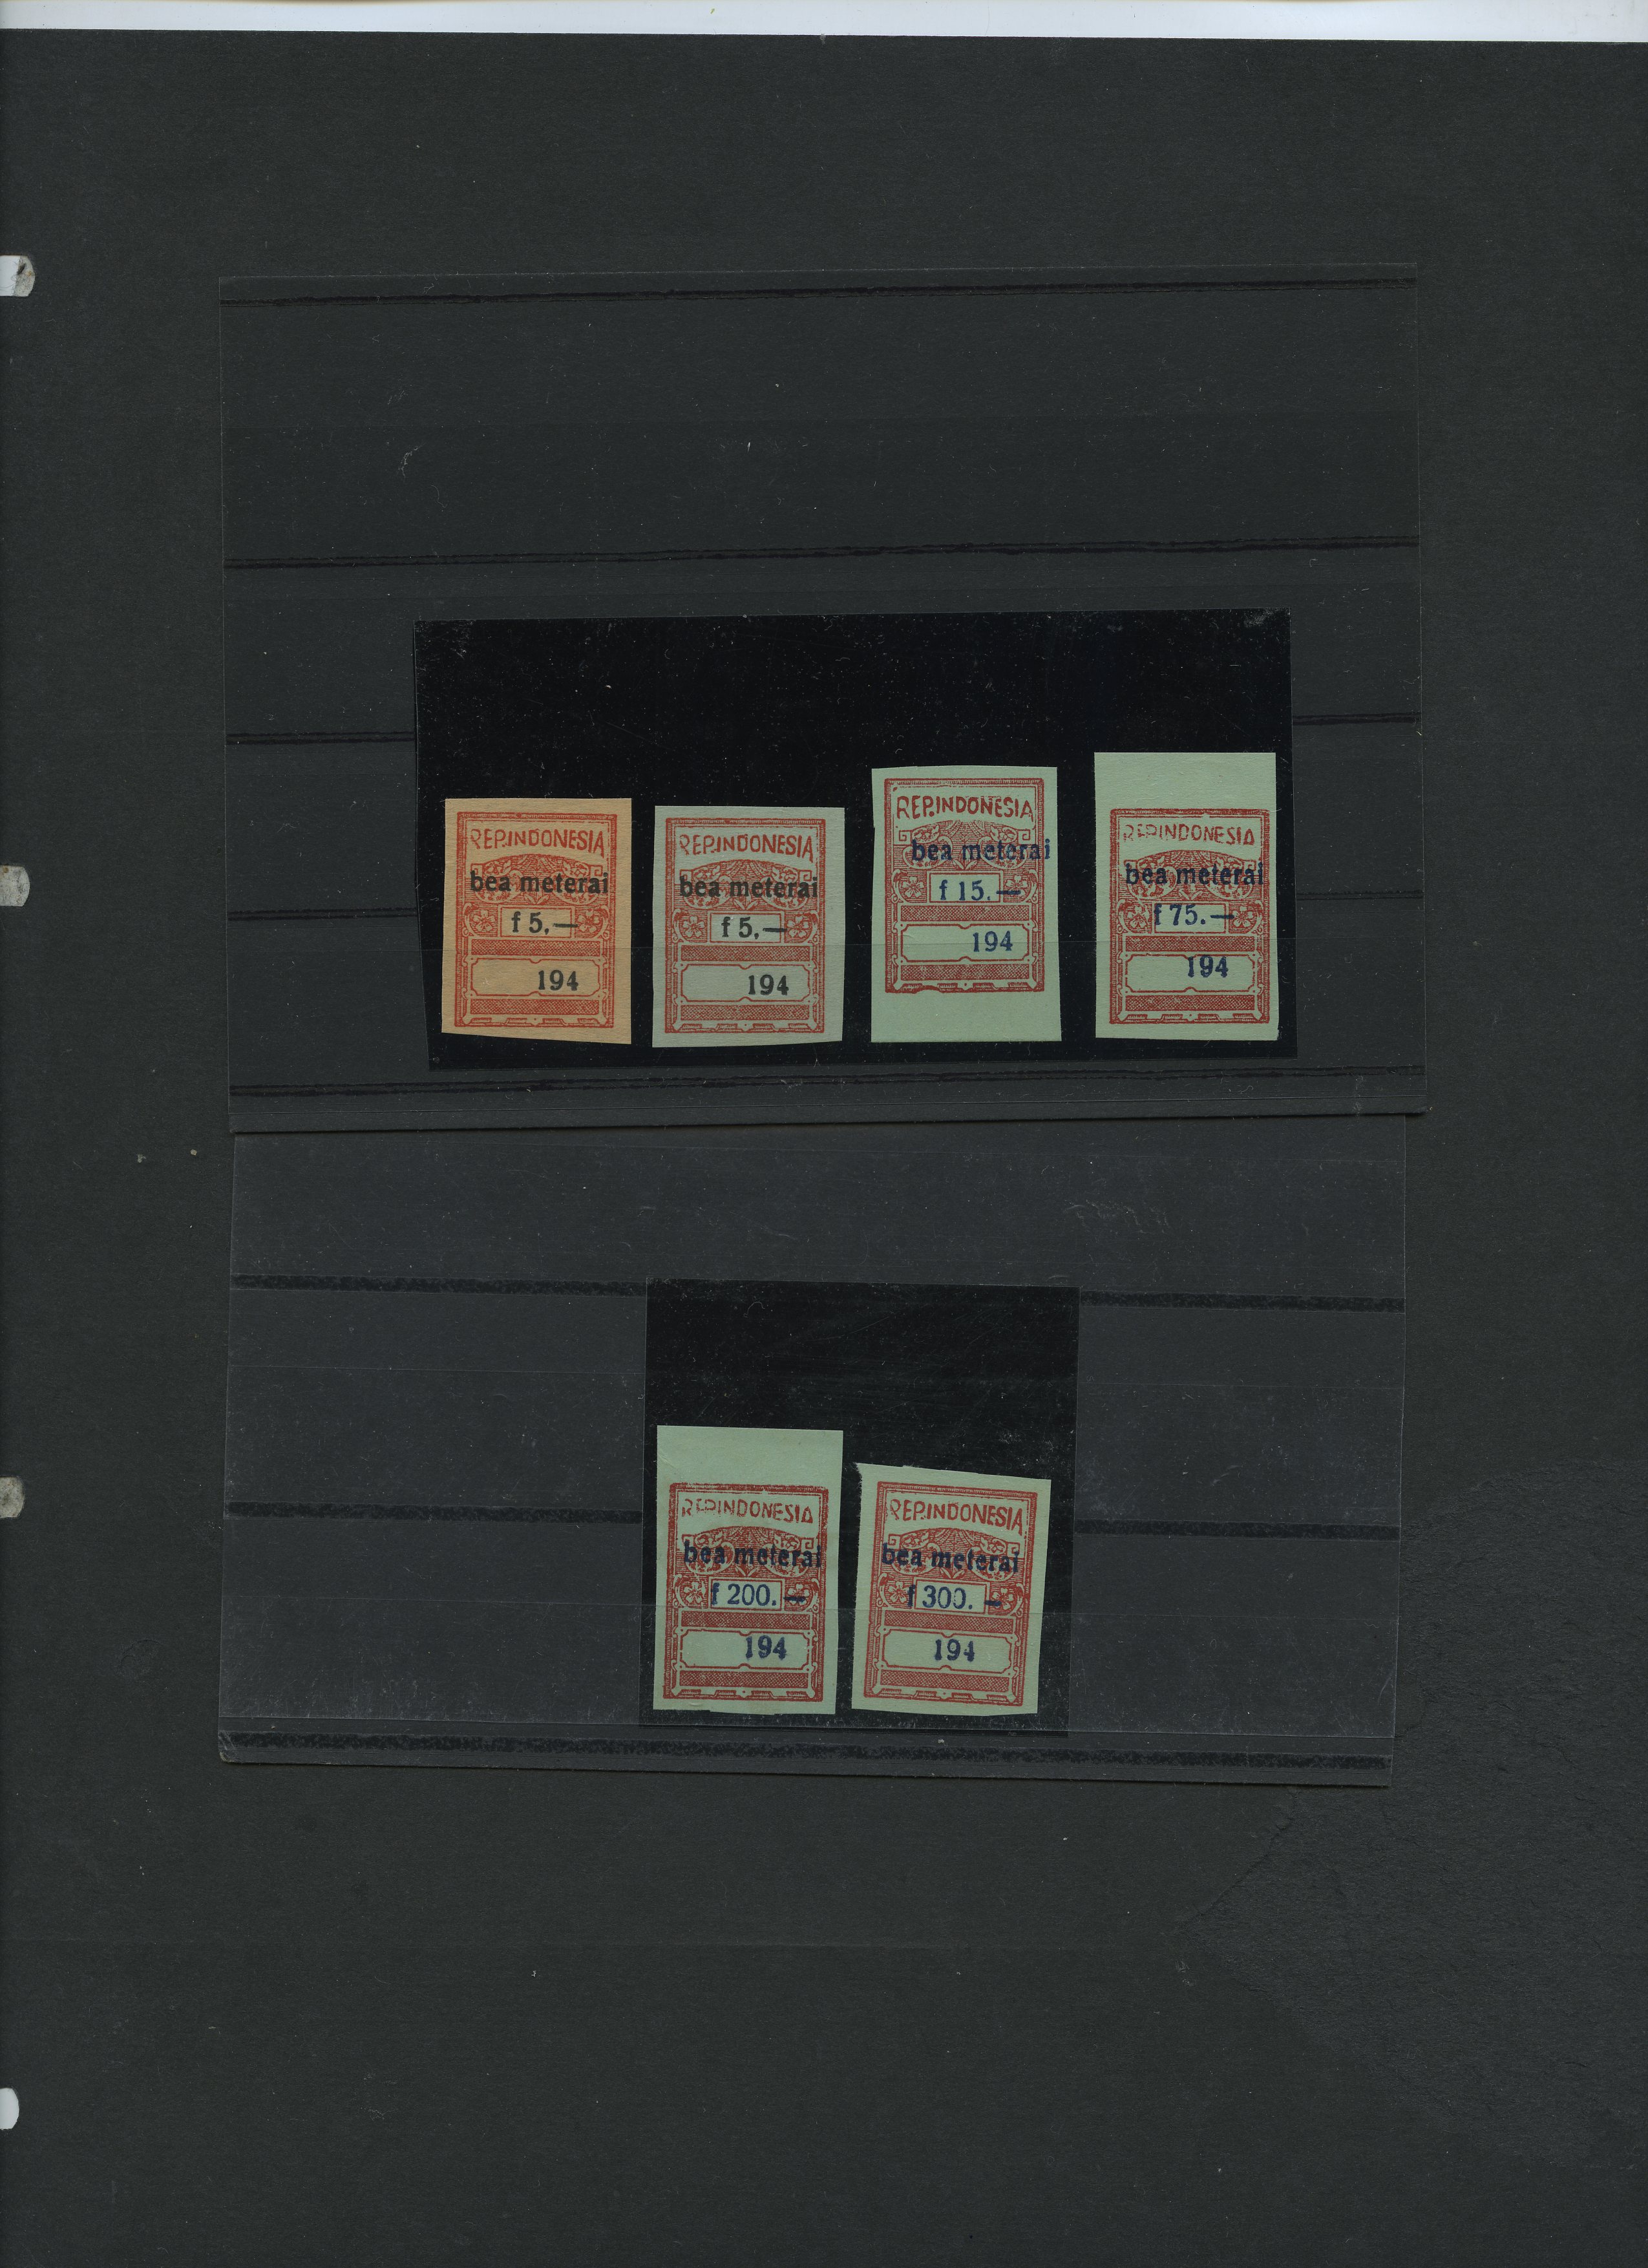 REP.INDONESIA
bea meterai
f 5.—
194
REP.INDONESIA
bea meterai
f 5.—
194
REP.INDONESIA
bea meterai
f 15.—
194
REP.INDONESIA
bea meterai
f 75.—
194
REP.INDONESIA
bea meterai
f 200.—
194
REP.INDONESIA
bea meterai
f 300.—
194